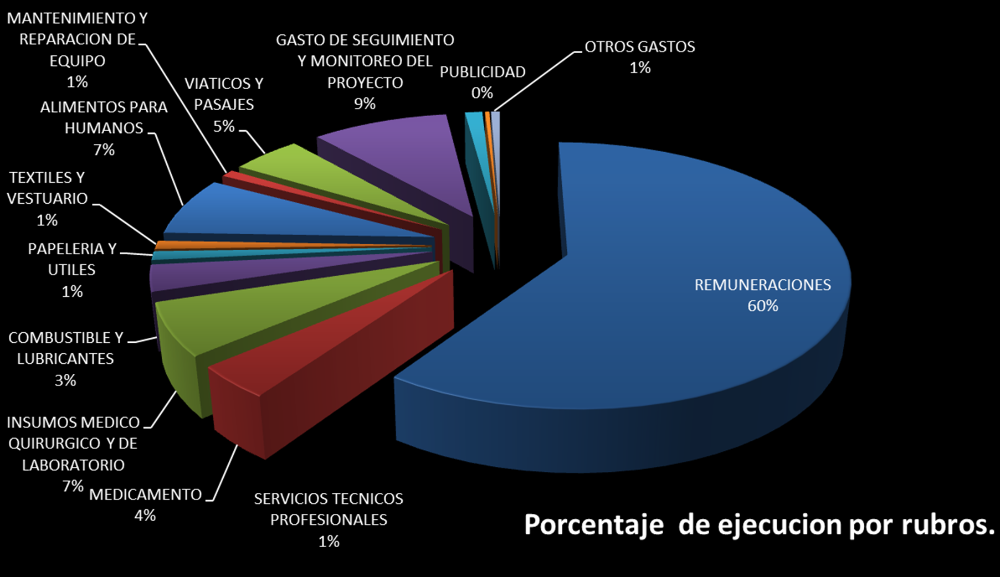 MANTENIMIENTO Y
REPARACION DE
EQUIPO
1%
VIATICOS Y
PASAJES
5%
GASTO DE SEGUIMIENTO
Y MONITOREO DEL
PROYECTO
9%
PUBLICIDAD
0%
OTROS GASTOS
1%
ALIMENTOS PARA
HUMANOS
7%
TEXTILES Y
VESTUARIO
1%
PAPELERIA Y
UTILES
1%
REMUNERACIONES
60%
COMBUSTIBLE Y
LUBRICANTES
3%
INSUMOS MEDICO
QUIRURGICO Y DE
LABORATORIO
7%
MEDICAMENTO
4%
SERVICIOS TECNICOS
PROFESIONALES
1%
Porcentaje de ejecucion por rubros.